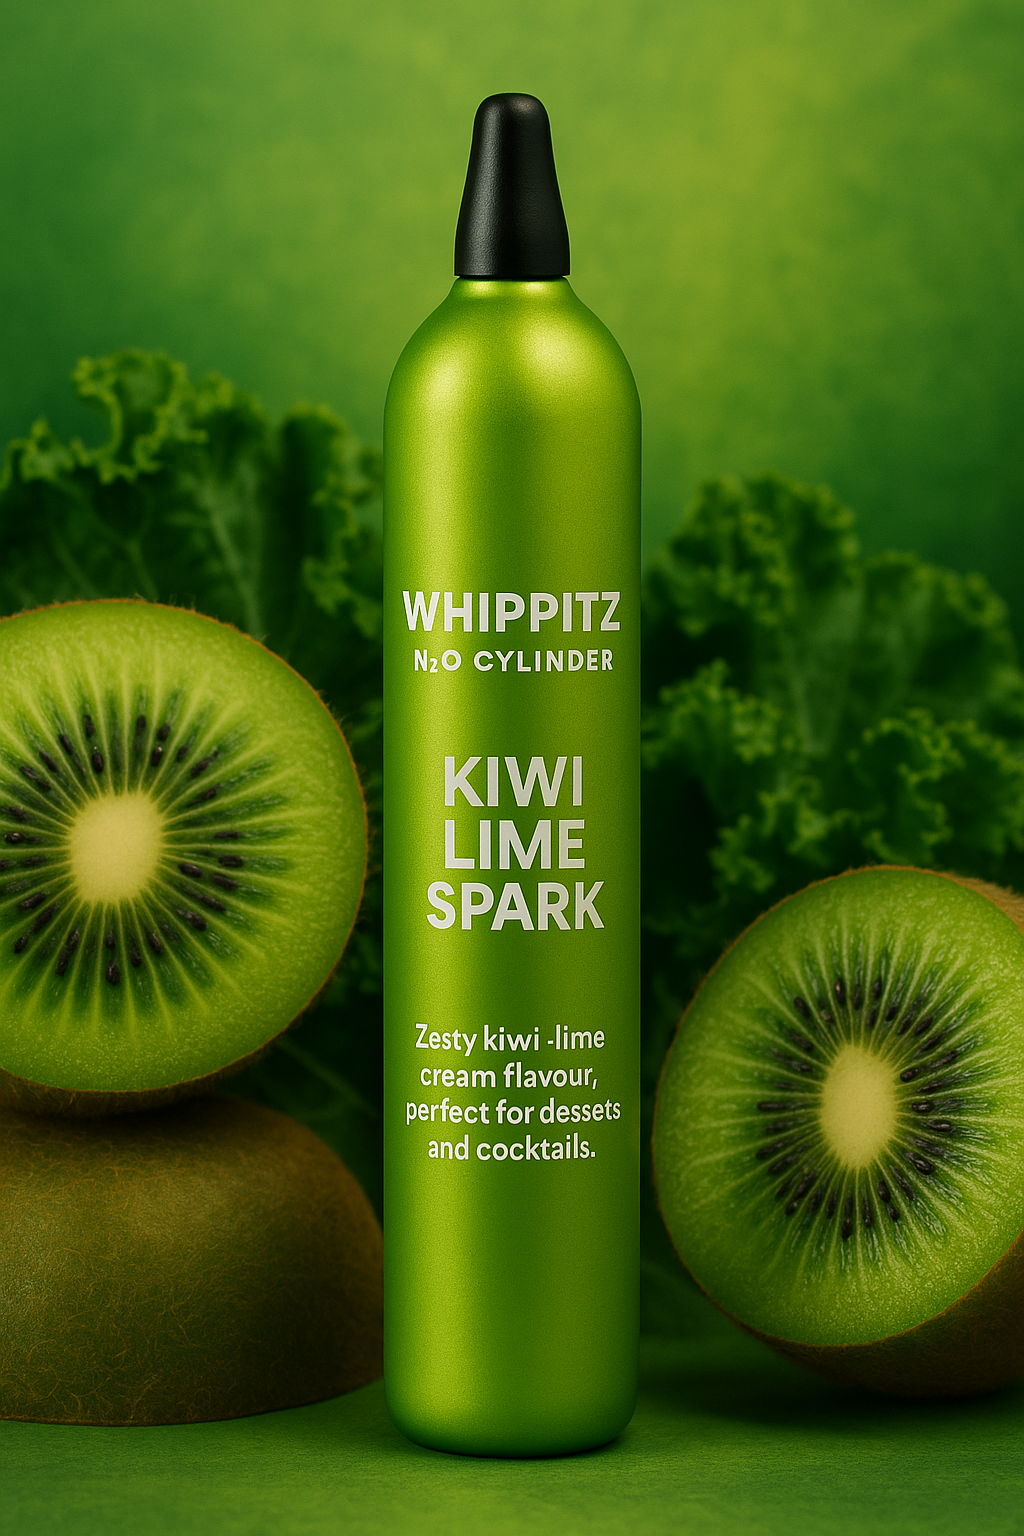 WHIPPITZ
N₂O CYLINDER
KIWI
LIME
SPARK
Zesty kiwi -lime
cream flavour,
perfect for dessets
and cocktails.